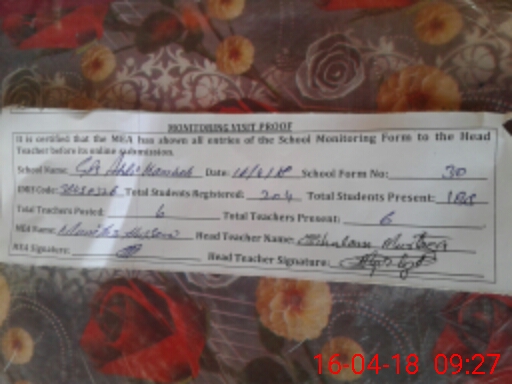 MONITORING VISIT PROOF
It is certified that the MEA has shown all entries of the School Monitoring Form to the Head
Teacher before its online submission.
School Name: Date: 16/4/18 School Form No: 30
EMIS Code: Total Students Registered: 204 Total Students Present:
Total Teachers Posted: 6 Total Teachers Present: 6
MEA Name: Head Teacher Name:
MEA Signature: Head Teacher Signature:
16-04-18 09:27